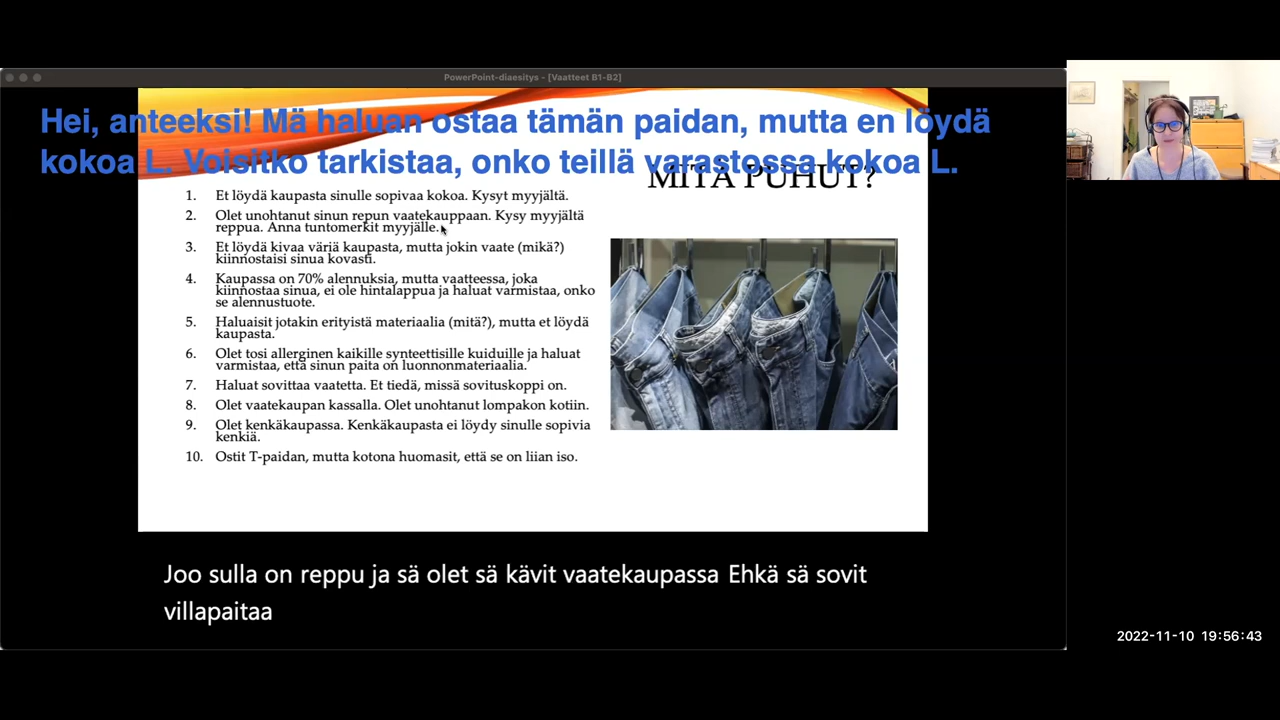 PowerPoint-diaesitys - [Vaatteet B1-B2]
Hei, anteeksi! Mä haluan ostaa tämän paidan, mutta en löydä
kokoa L. Voisitko tarkistaa, onko teillä varastossa kokoa L.
MITÄ PUHUT?
1. Et löydä kaupasta sinulle sopivaa kokoa. Kysyt myyjältä.
2. Olet unohtanut sinun repun vaatekauppaan. Kysy myyjältä
reppua. Anna tuntomerkit myyjälle.
3. Et löydä kivaa väriä kaupasta, mutta jokin vaate (mikä?)
kiinnostaisi sinua kovasti.
4. Kaupassa on 70% alennuksia, mutta vaatteessa, joka
kiinnostaa sinua, ei ole hintalappua ja haluat varmistaa, onko
se alennustuote.
5. Haluaisit jotakin erityistä materiaalia (mitä?), mutta et löydä
kaupasta.
6. Olet tosi allerginen kaikille synteettisille kuiduille ja haluat
varmistaa, että sinun paita on luonnonmateriaalia.
7. Haluat sovittaa vaatetta. Et tiedä, missä sovituskoppi on.
8. Olet vaatekaupan kassalla. Olet unohtanut lompakon kotiin.
9. Olet kenkäkaupassa. Kenkäkaupasta ei löydy sinulle sopivia
kenkiä.
10. Ostit T-paidan, mutta kotona huomasit, että se on liian iso.
Joo sulla on reppu ja sä olet sä kävit vaatekaupassa Ehkä sä sovit
villapaitaa
2022-11-10 19:56:43